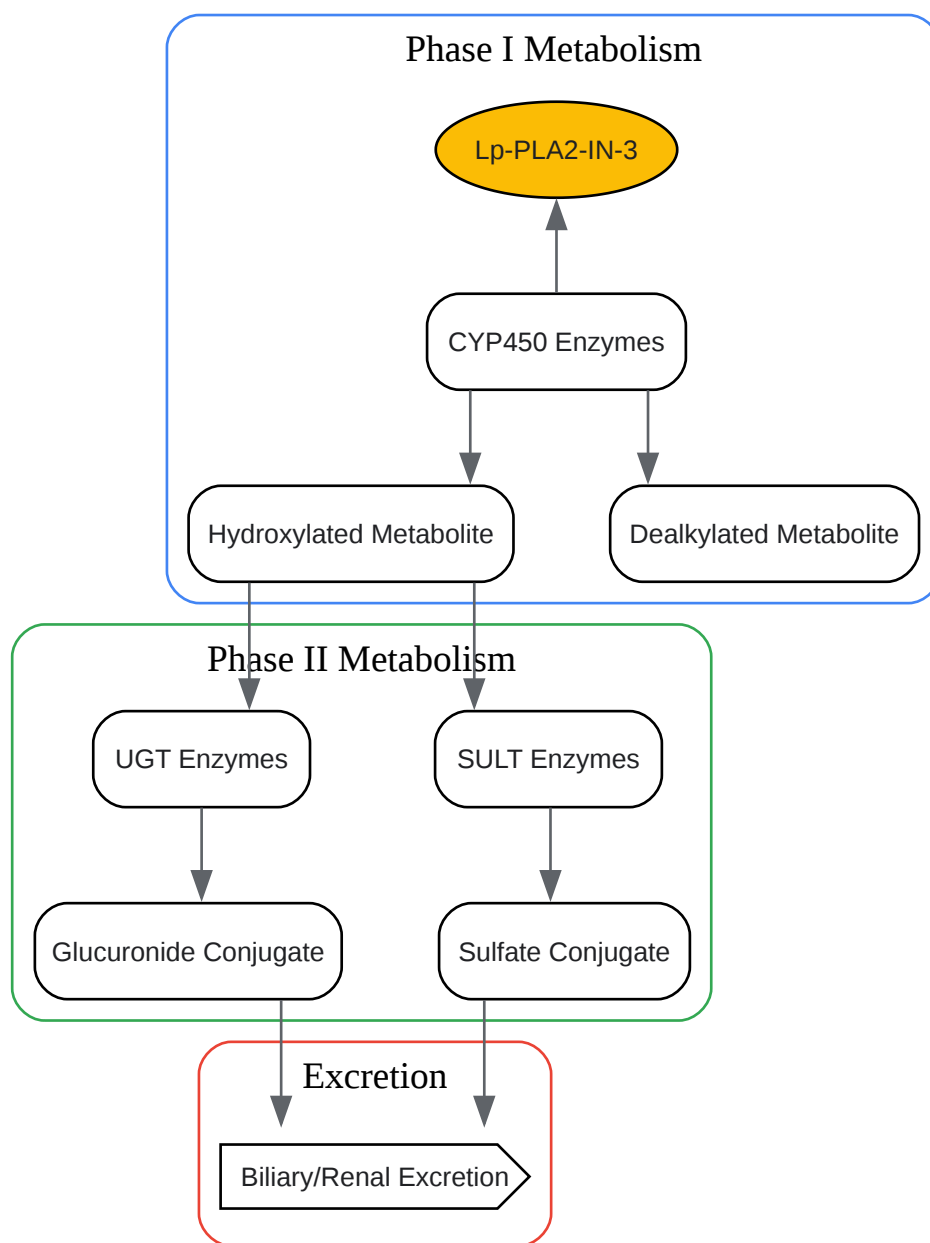 Phase I Metabolism
Lp-PLA2-IN-3
CYP450 Enzymes
Hydroxylated Metabolite
Dealkylated Metabolite
Phase II Metabolism
UGT Enzymes
SULT Enzymes
Glucuronide Conjugate
Sulfate Conjugate
Excretion
Biliary/Renal Excretion